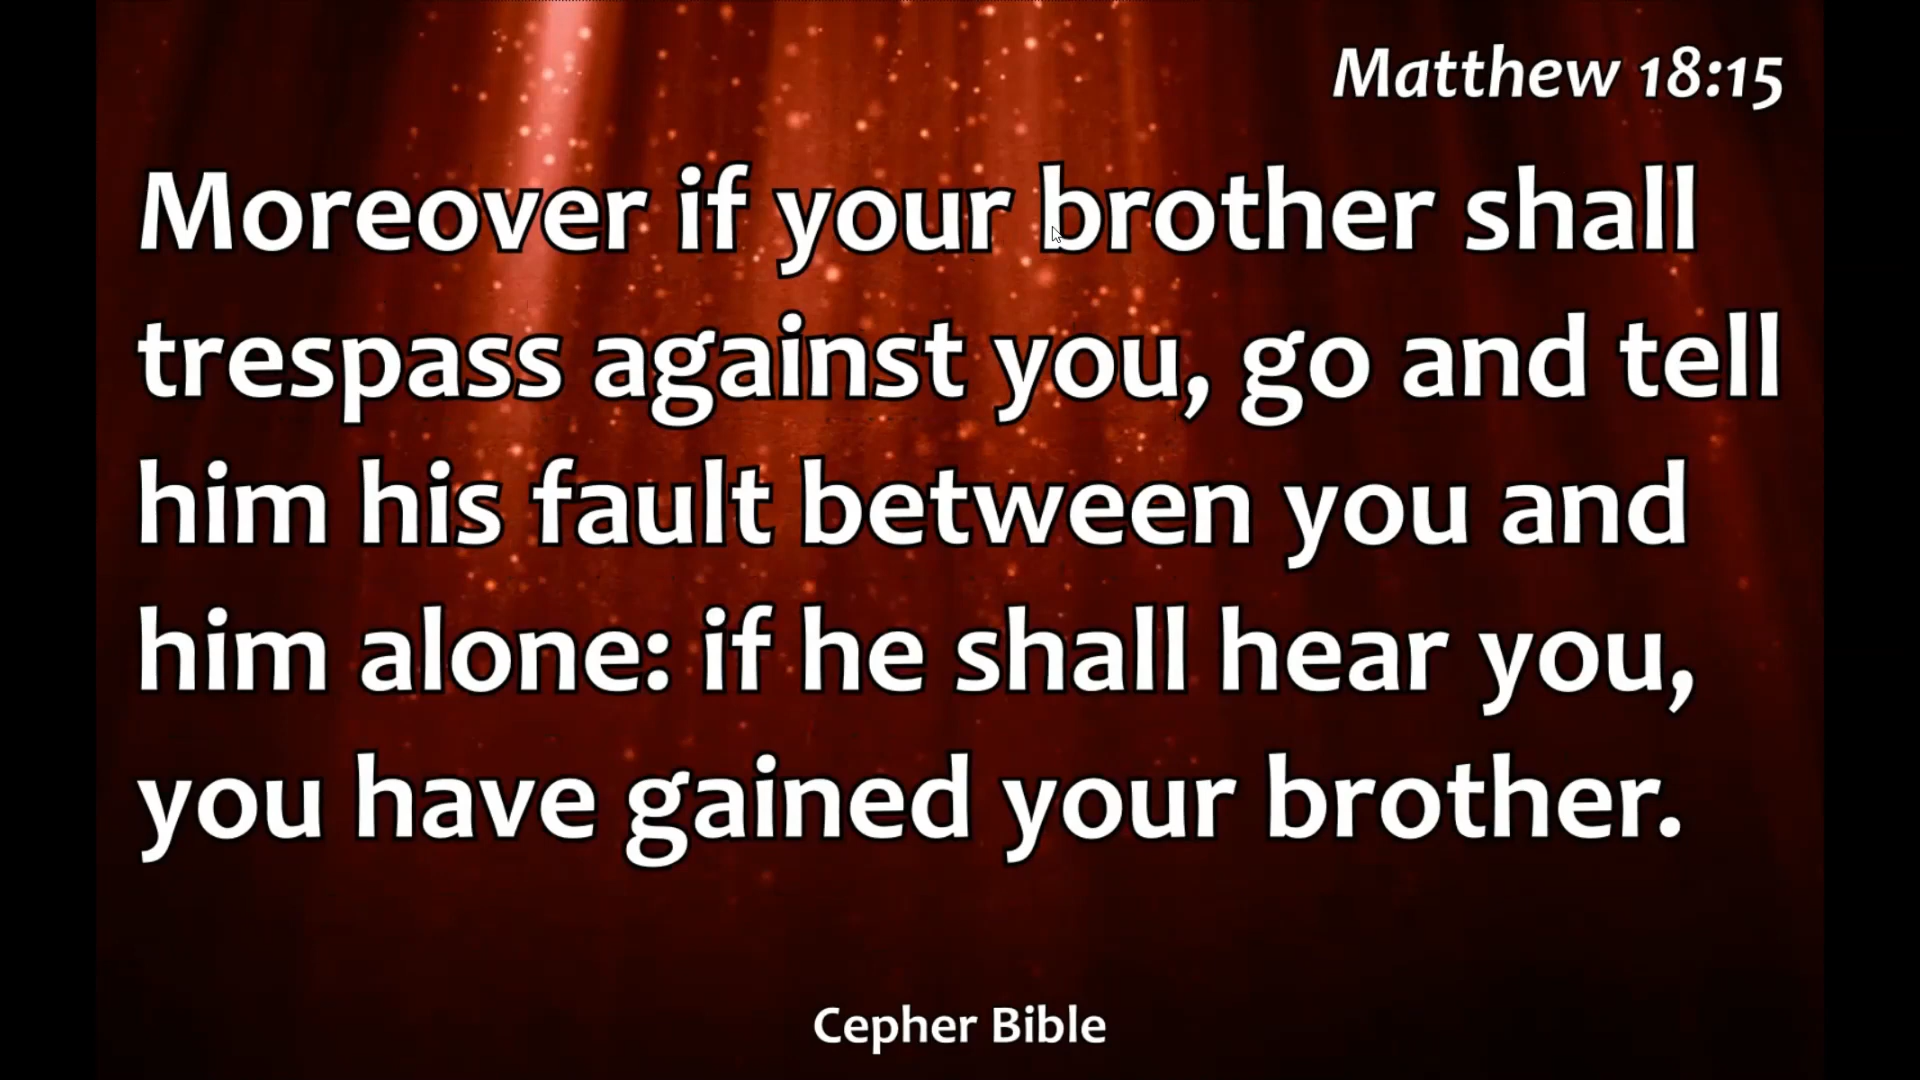 Matthew 18:15
Moreover if your brother shall
trespass against you, go and tell
him his fault between you and
him alone: if he shall hear you,
you have gained your brother.
Cepher Bible